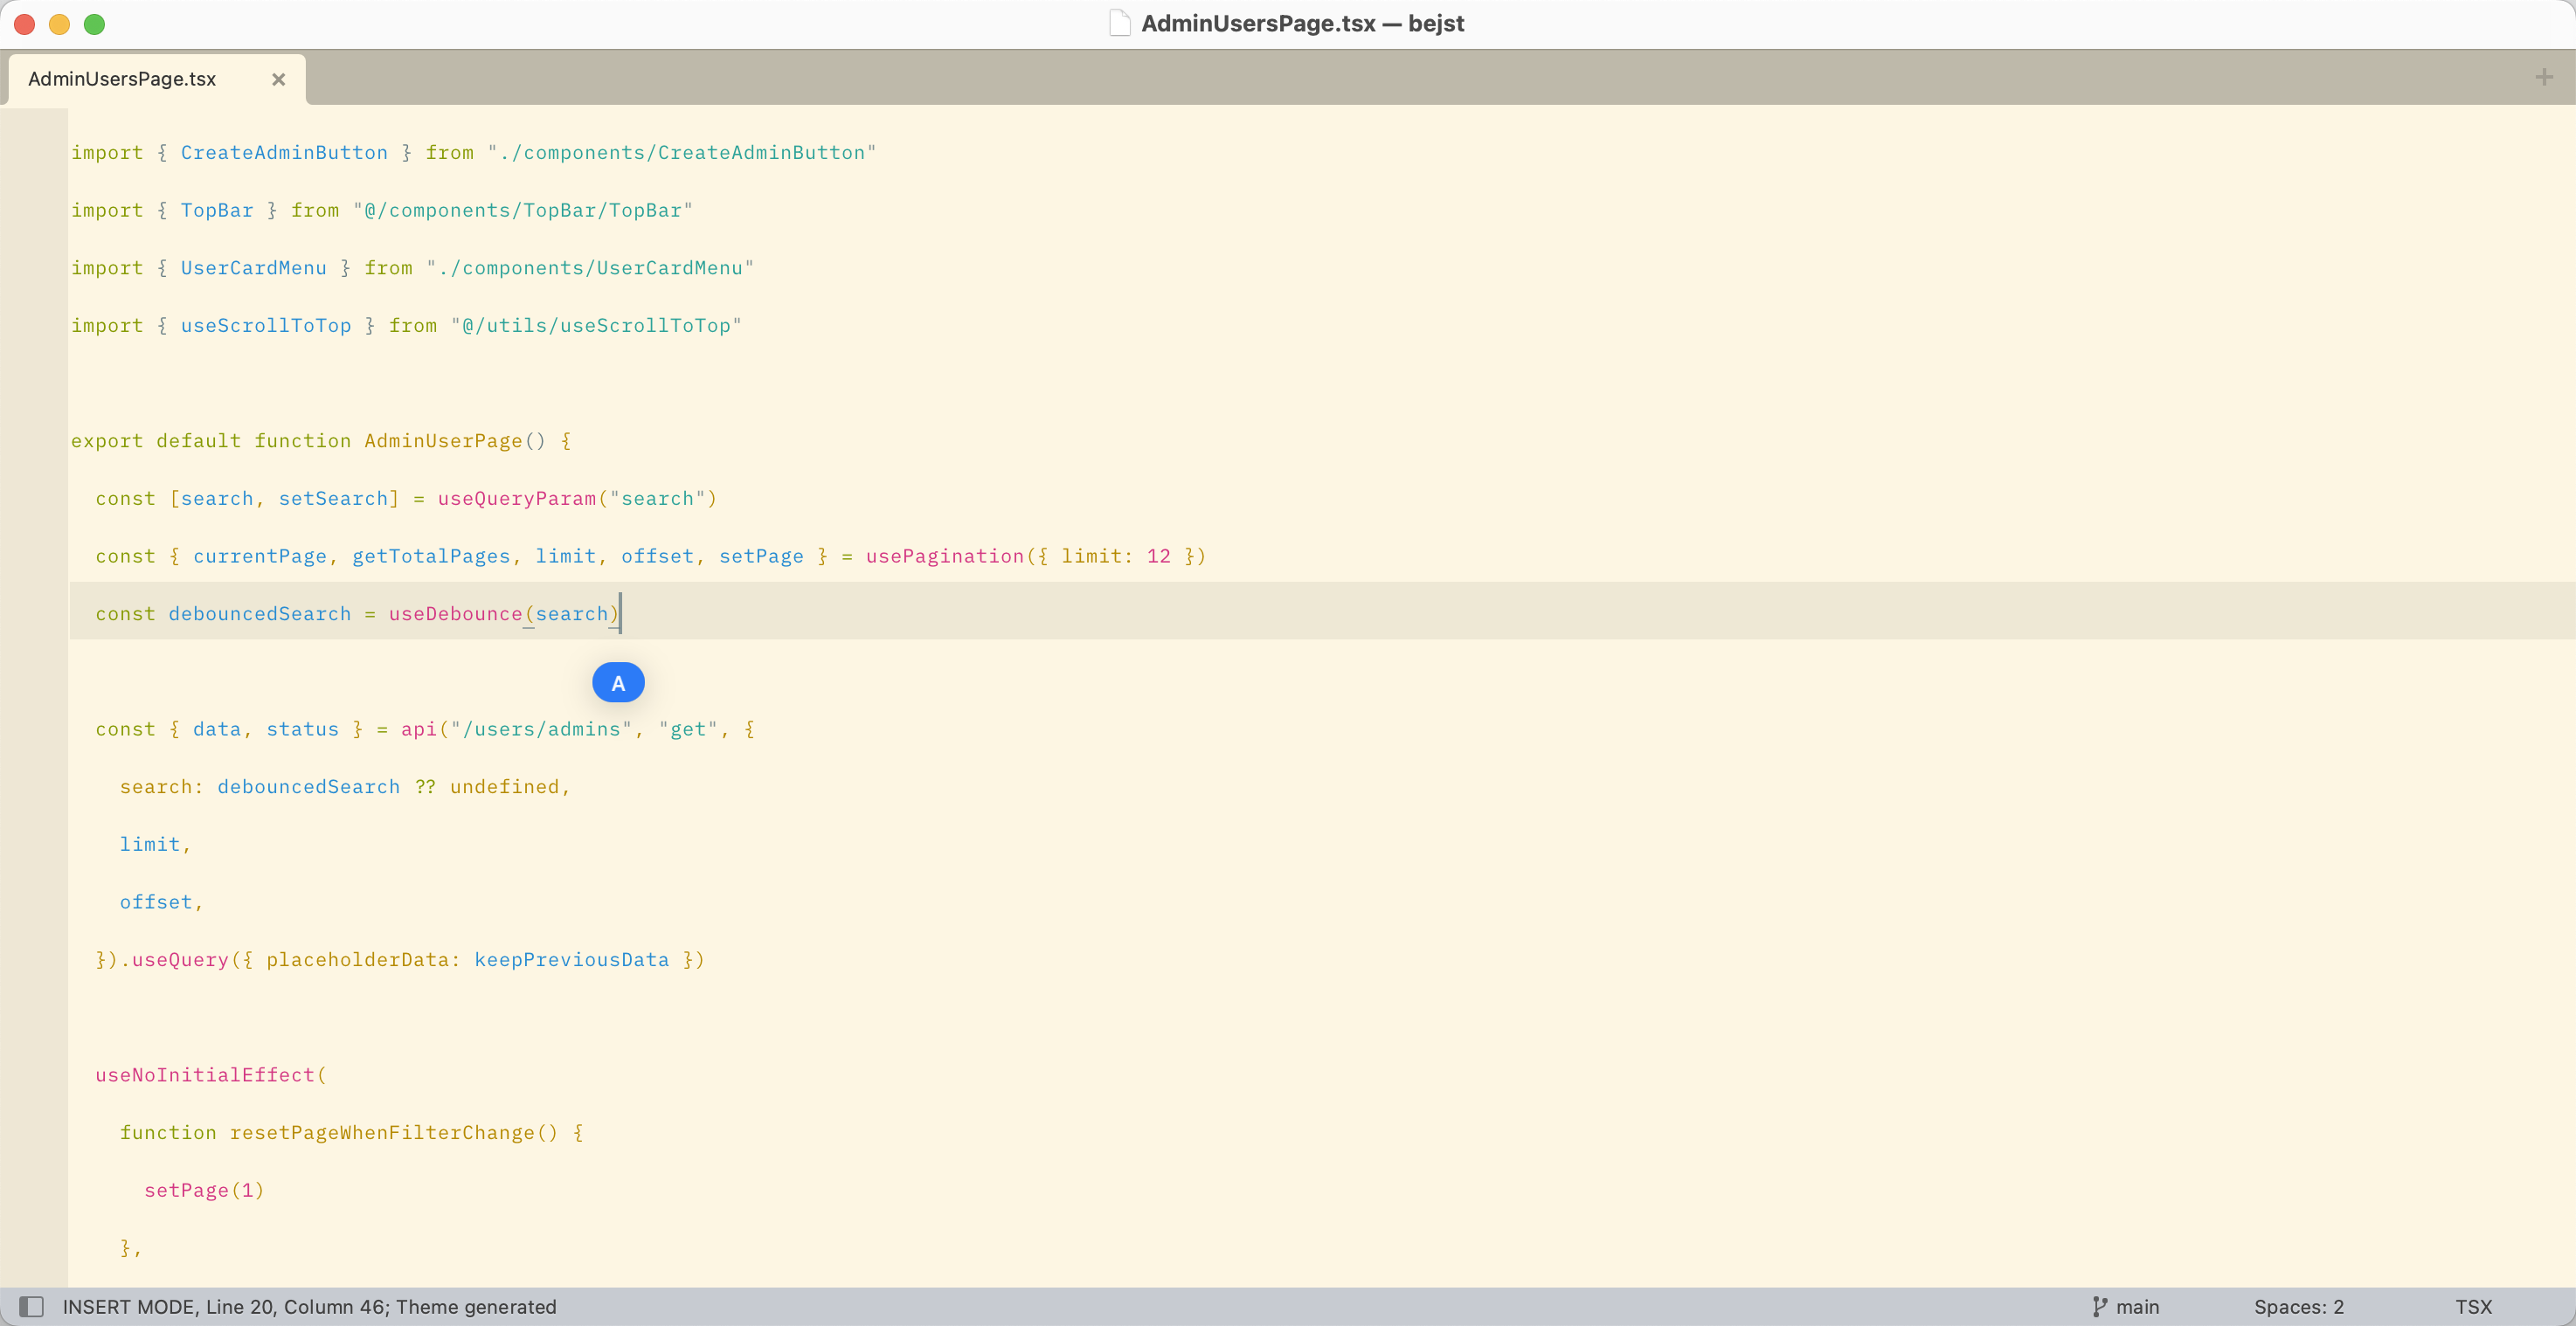 AdminUsersPage.tsx — bejst
AdminUsersPage.tsx
import { CreateAdminButton } from "./components/CreateAdminButton"
import { TopBar } from "@/components/TopBar/TopBar"
import { UserCardMenu } from "./components/UserCardMenu"
import { useScrollToTop } from "@/utils/useScrollToTop"
export default function AdminUserPage() {
  const [search, setSearch] = useQueryParam("search")
  const { currentPage, getTotalPages, limit, offset, setPage } = usePagination({ limit: 12 })
  const debouncedSearch = useDebounce(search)
A
  const { data, status } = api("/users/admins", "get", {
    search: debouncedSearch ?? undefined,
    limit,
    offset,
  }).useQuery({ placeholderData: keepPreviousData })
  useNoInitialEffect(
    function resetPageWhenFilterChange() {
      setPage(1)
    },
INSERT MODE, Line 20, Column 46; Theme generated
main
Spaces: 2
TSX